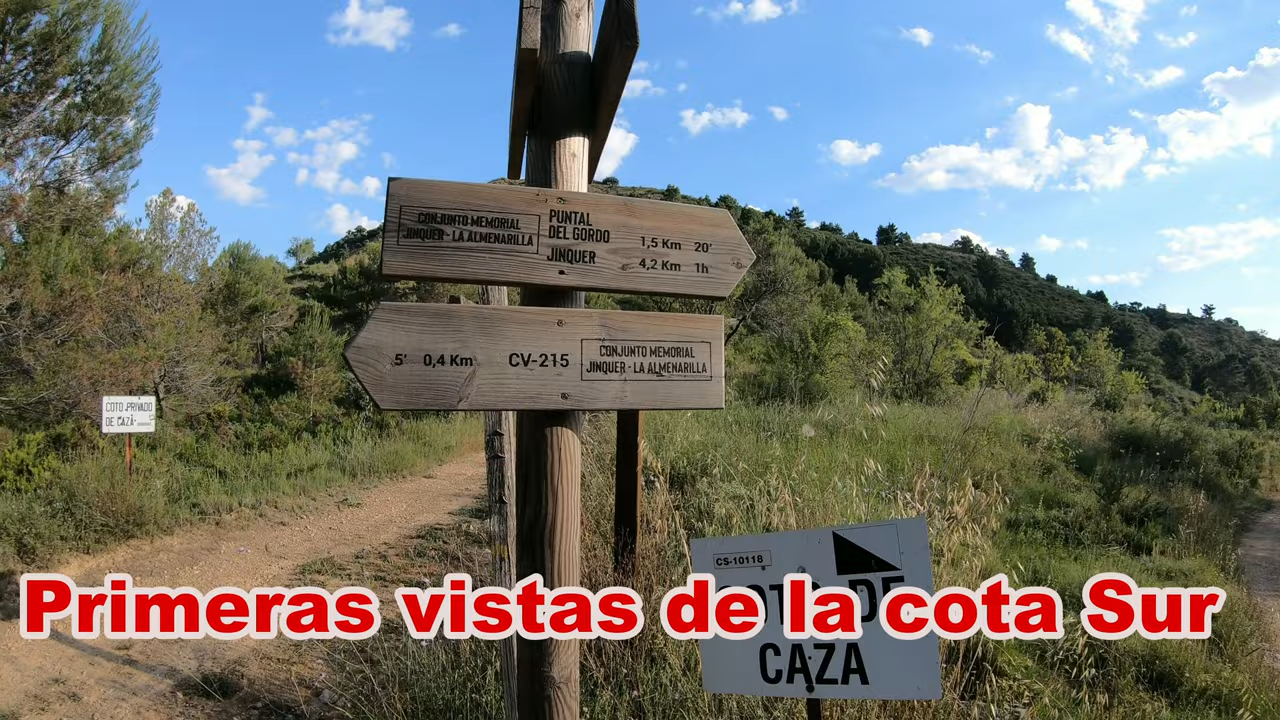 CONJUNTO MEMORIAL
JINQUER - LA ALMENARILLA
PUNTAL
DEL GORDO
1,5 Km 20'
JINQUER
4,2 Km 1h
5' 0,4 Km CV-215
CONJUNTO MEMORIAL
JINQUER - LA ALMENARILLA
COTO PRIVADO
DE CAZA
CS-10118
COTO DE
CAZA
Primeras vistas de la cota Sur